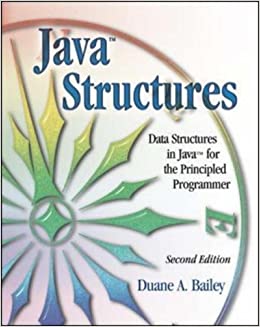 Java™
Structures
Data Structures
in Java™ for
the Principled
Programmer
E
Second Edition
Duane A. Bailey